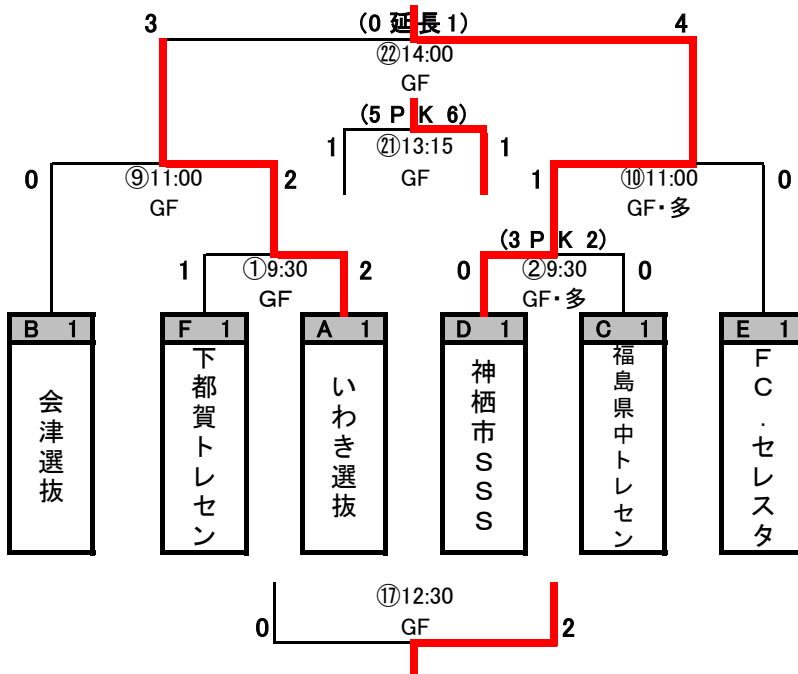 3 (0 延長 1) 4
㉒14:00
GF
(5 P K 6)
1 ㉑13:15 1
GF
0 ⑨11:00 2 1 ⑩11:00 0
GF GF・多
(3 P K 2)
1 ①9:30 2 0 ②9:30 0
GF GF・多
B 1 F 1 A 1 D 1 C 1 E 1
会津選抜
下都賀トレセン
いわき選抜
神栖市SSS
福島県中トレセン
FC.セレスタ
⑰12:30
0 GF 2